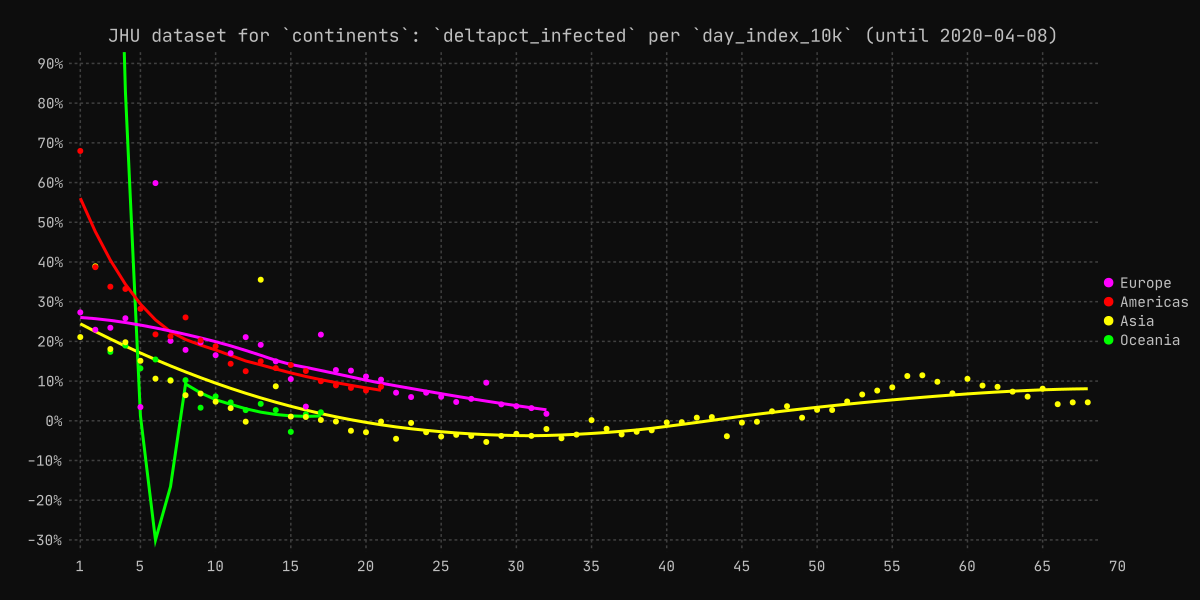 JHU dataset for `continents`: `deltapct_infected` per `day_index_10k` (until 2020-04-08)
90%
80%
70%
60%
50%
40%
30%
20%
10%
0%
-10%
-20%
-30%
1 5 10 15 20 25 30 35 40 45 50 55 60 65 70
Europe
Americas
Asia
Oceania